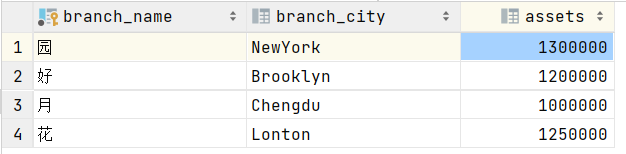 branch_name branch_city assets
1 园 NewYork 1300000
2 好 Brooklyn 1200000
3 月 Chengdu 1000000
4 花 Lonton 1250000